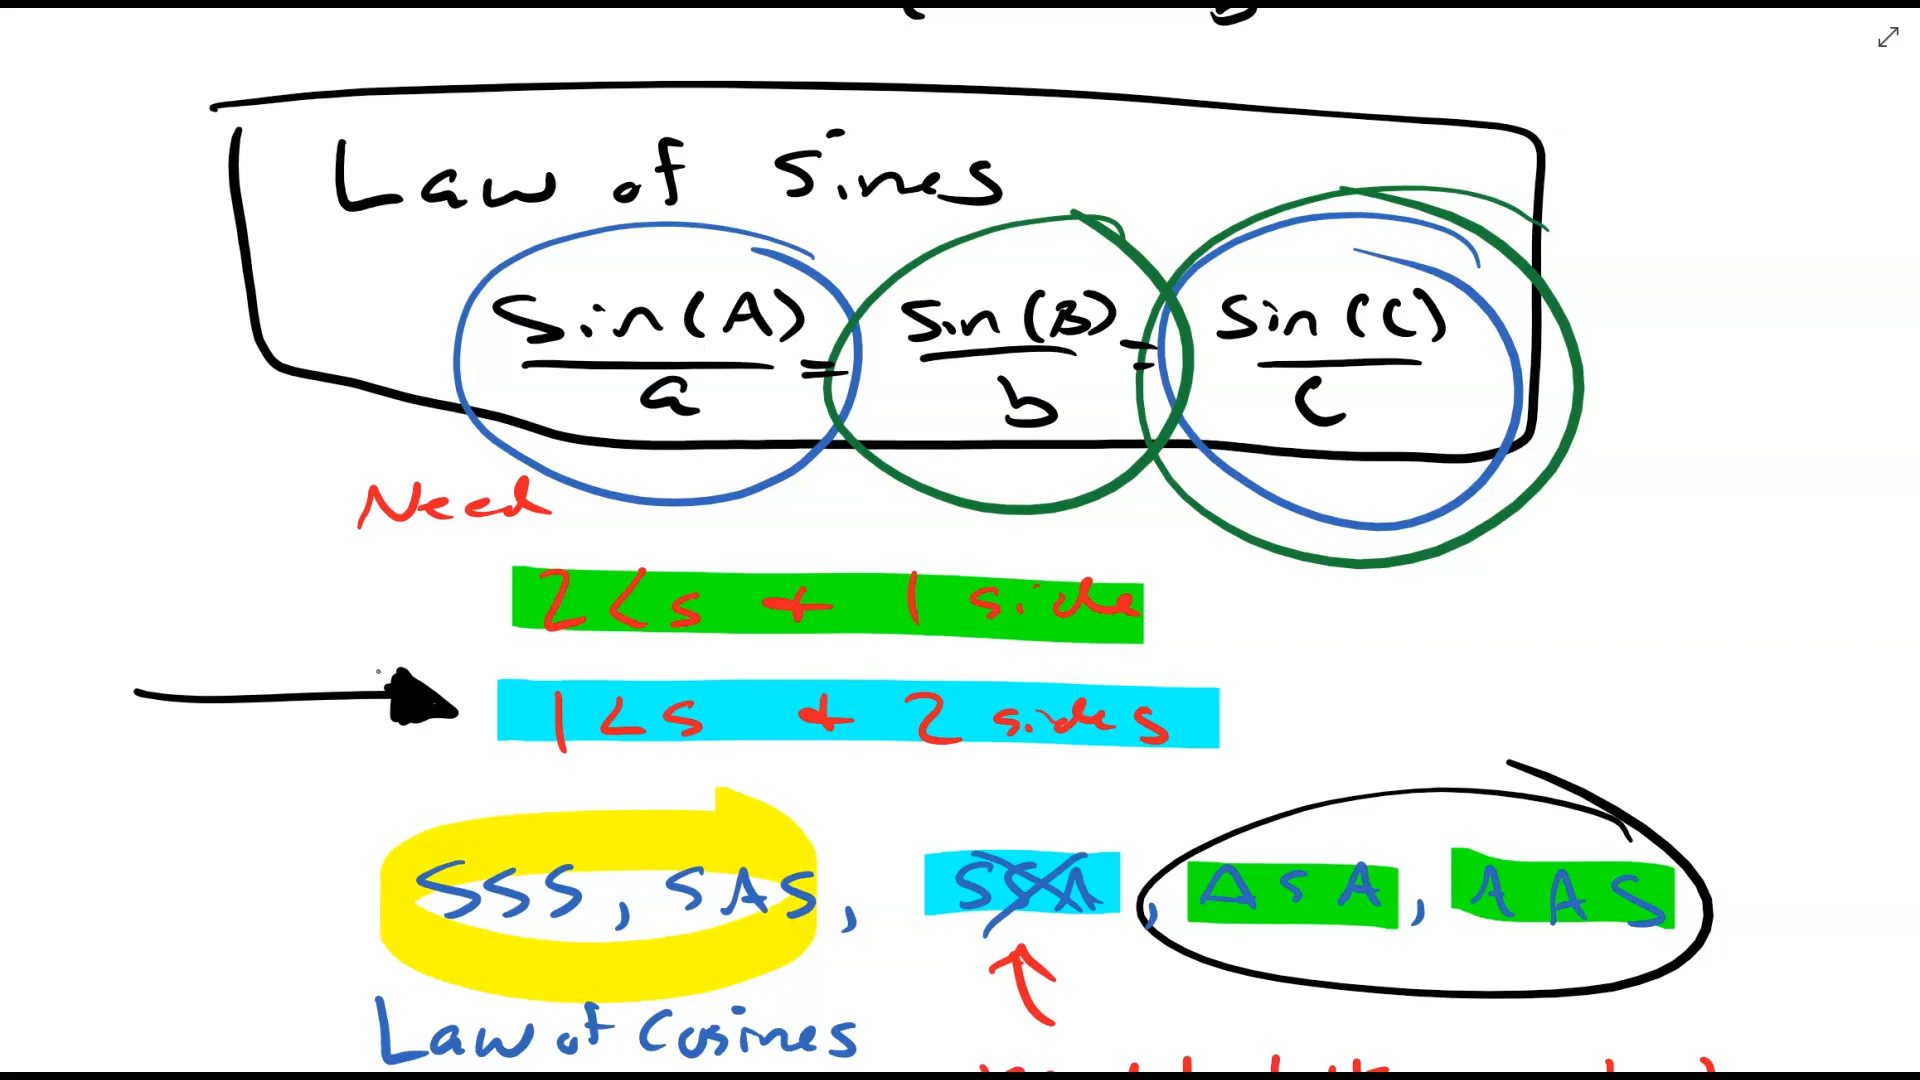 Law of Sines
Sin(A)/a = Sin(B)/b = Sin(C)/c
Need
2 <s + 1 side
1 <s + 2 sides
SSS, SAS, SSA, ASA, AAS
Law of Cosines